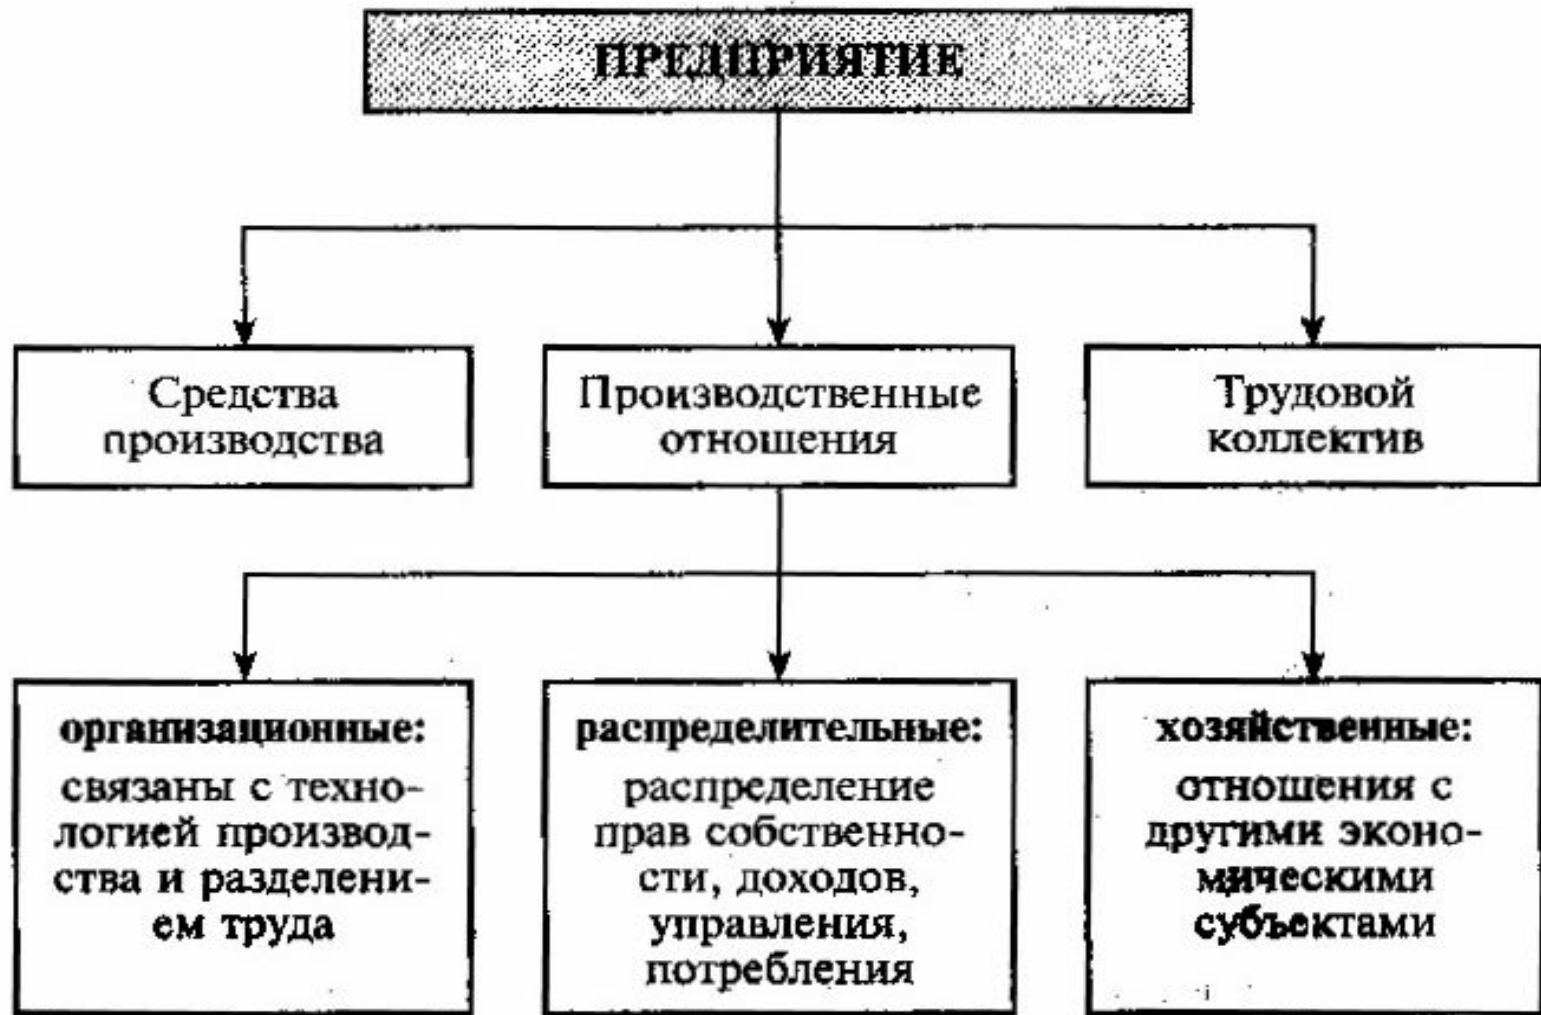 ПРЕДПРИЯТИЕ
Средства
производства
Производственные
отношения
Трудовой
коллектив
организационные:
связаны с техно-
логией производ-
ства и разделени-
ем труда
распределительные:
распределение
прав собственно-
сти, доходов,
управления,
потребления
хозяйственные:
отношения с
другими эконо-
мическими
субъектами